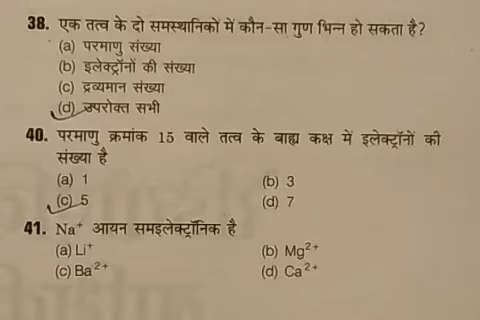 38. एक तत्व के दो समस्थानिकों में कौन-सा गुण भिन्न हो सकता है?
(a) परमाणु संख्या
(b) इलेक्ट्रॉनों की संख्या
(c) द्रव्यमान संख्या
(d) उपरोक्त सभी
40. परमाणु क्रमांक 15 वाले तत्व के बाह्य कक्ष में इलेक्ट्रॉनों की
संख्या है
(a) 1 (b) 3
(c) 5 (d) 7
41. Na⁺ आयन समइलेक्ट्रॉनिक है
(a) Li⁺ (b) Mg²⁺
(c) Ba²⁺ (d) Ca²⁺